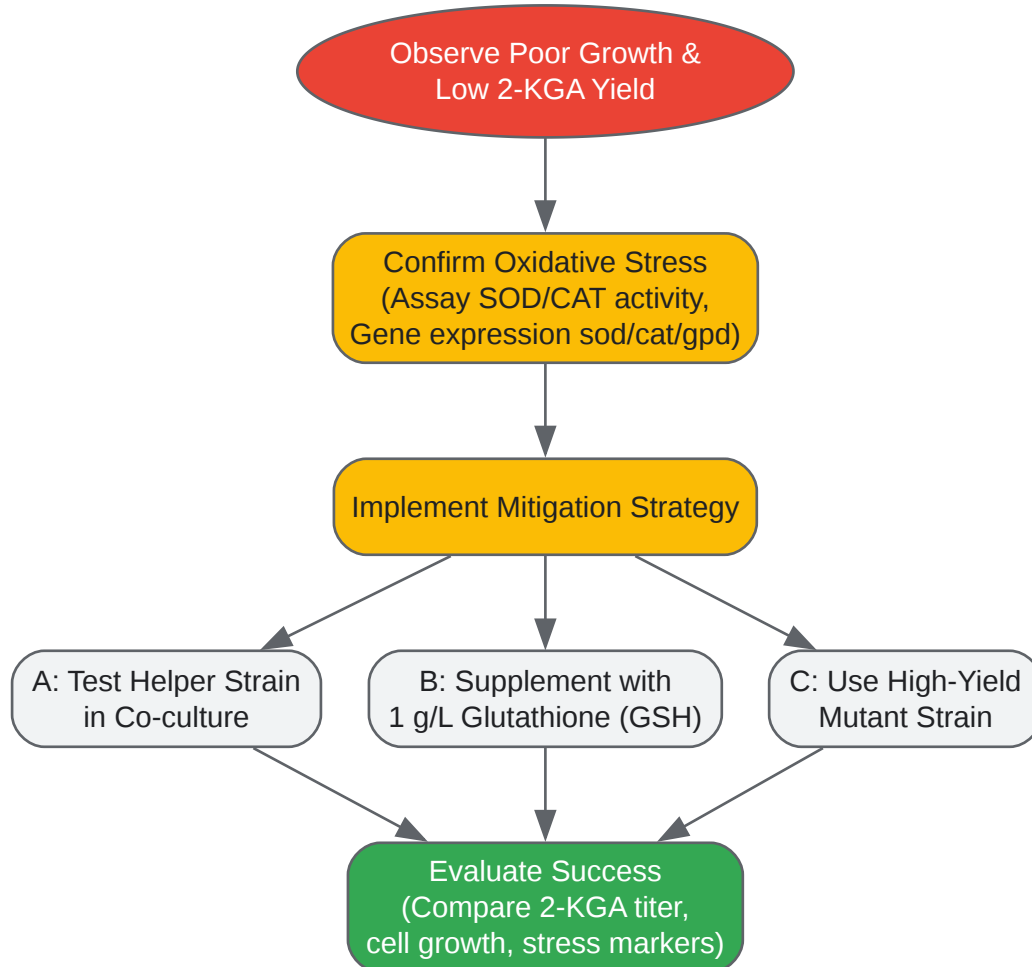 Observe Poor Growth &
Low 2-KGA Yield
Confirm Oxidative Stress
(Assay SOD/CAT activity,
Gene expression sod/cat/gpd)
Implement Mitigation Strategy
A: Test Helper Strain
in Co-culture
B: Supplement with
1 g/L Glutathione (GSH)
C: Use High-Yield
Mutant Strain
Evaluate Success
(Compare 2-KGA titer,
cell growth, stress markers)